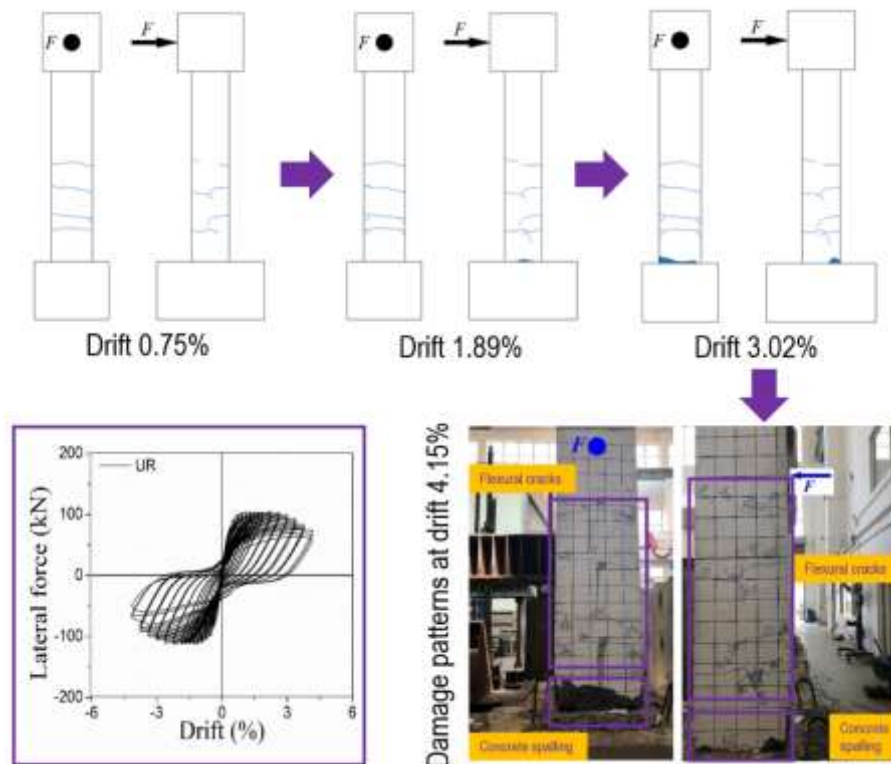 F
F
F
F
F
F
Drift 0.75%
Drift 1.89%
Drift 3.02%
200
100
0
-100
-200
-6
-3
0
3
6
UR
Lateral force (kN)
Drift (%)
Damage patterns at drift 4.15%
F
Flexural cracks
Concrete spalling
F
Flexural cracks
Concrete
spalling